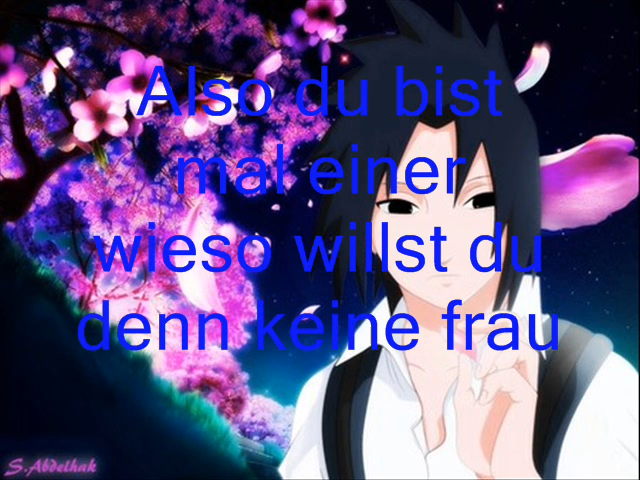 Also du bist
mal einer
wieso willst du
denn keine frau
S.Abdelhak